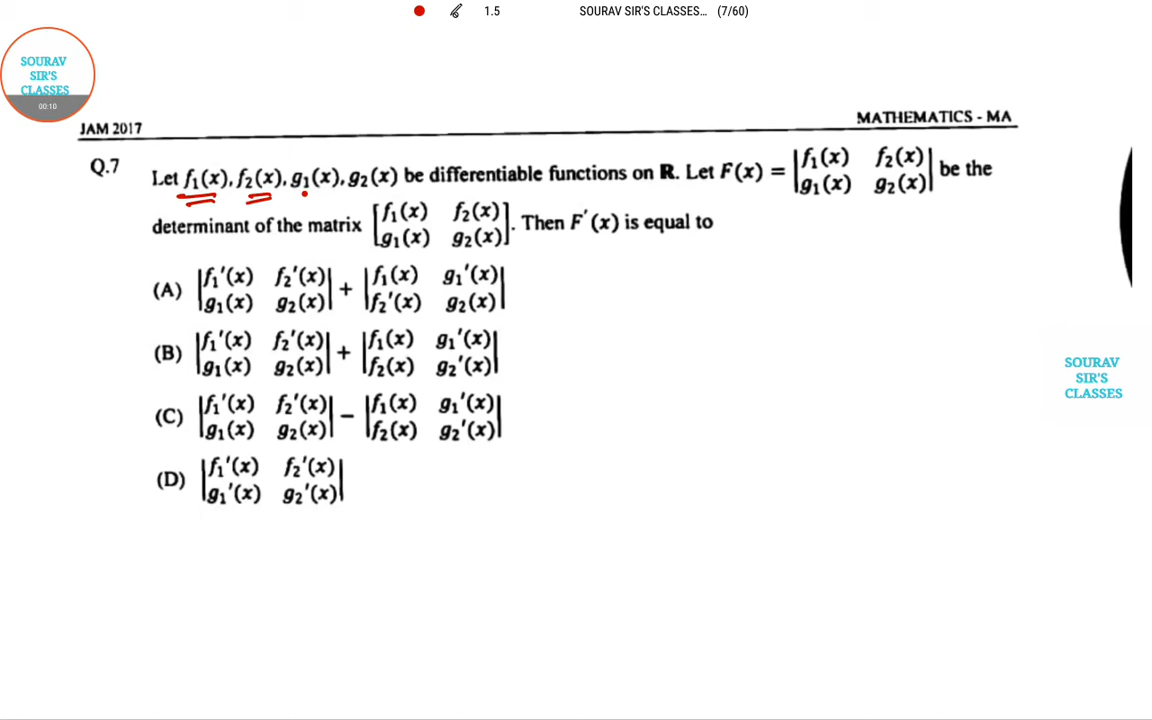 1.5 SOURAV SIR'S CLASSES... (7/60)
SOURAV
SIR'S
CLASSES
00:10
JAM 2017 MATHEMATICS - MA
Q.7 Let f₁(x), f₂(x), g₁(x), g₂(x) be differentiable functions on R. Let F(x) = |f₁(x) f₂(x)| be the
|g₁(x) g₂(x)|
determinant of the matrix [f₁(x) f₂(x)]. Then F'(x) is equal to
[g₁(x) g₂(x)]
(A) |f₁'(x) f₂'(x)| + |f₁(x) g₁'(x)|
|g₁(x) g₂(x)| |f₂'(x) g₂(x)|
(B) |f₁'(x) f₂'(x)| + |f₁(x) g₁'(x)|
|g₁(x) g₂(x)| |f₂(x) g₂'(x)|
(C) |f₁'(x) f₂'(x)| − |f₁(x) g₁'(x)|
|g₁(x) g₂(x)| |f₂(x) g₂'(x)|
(D) |f₁'(x) f₂'(x)|
|g₁'(x) g₂'(x)|
SOURAV
SIR'S
CLASSES